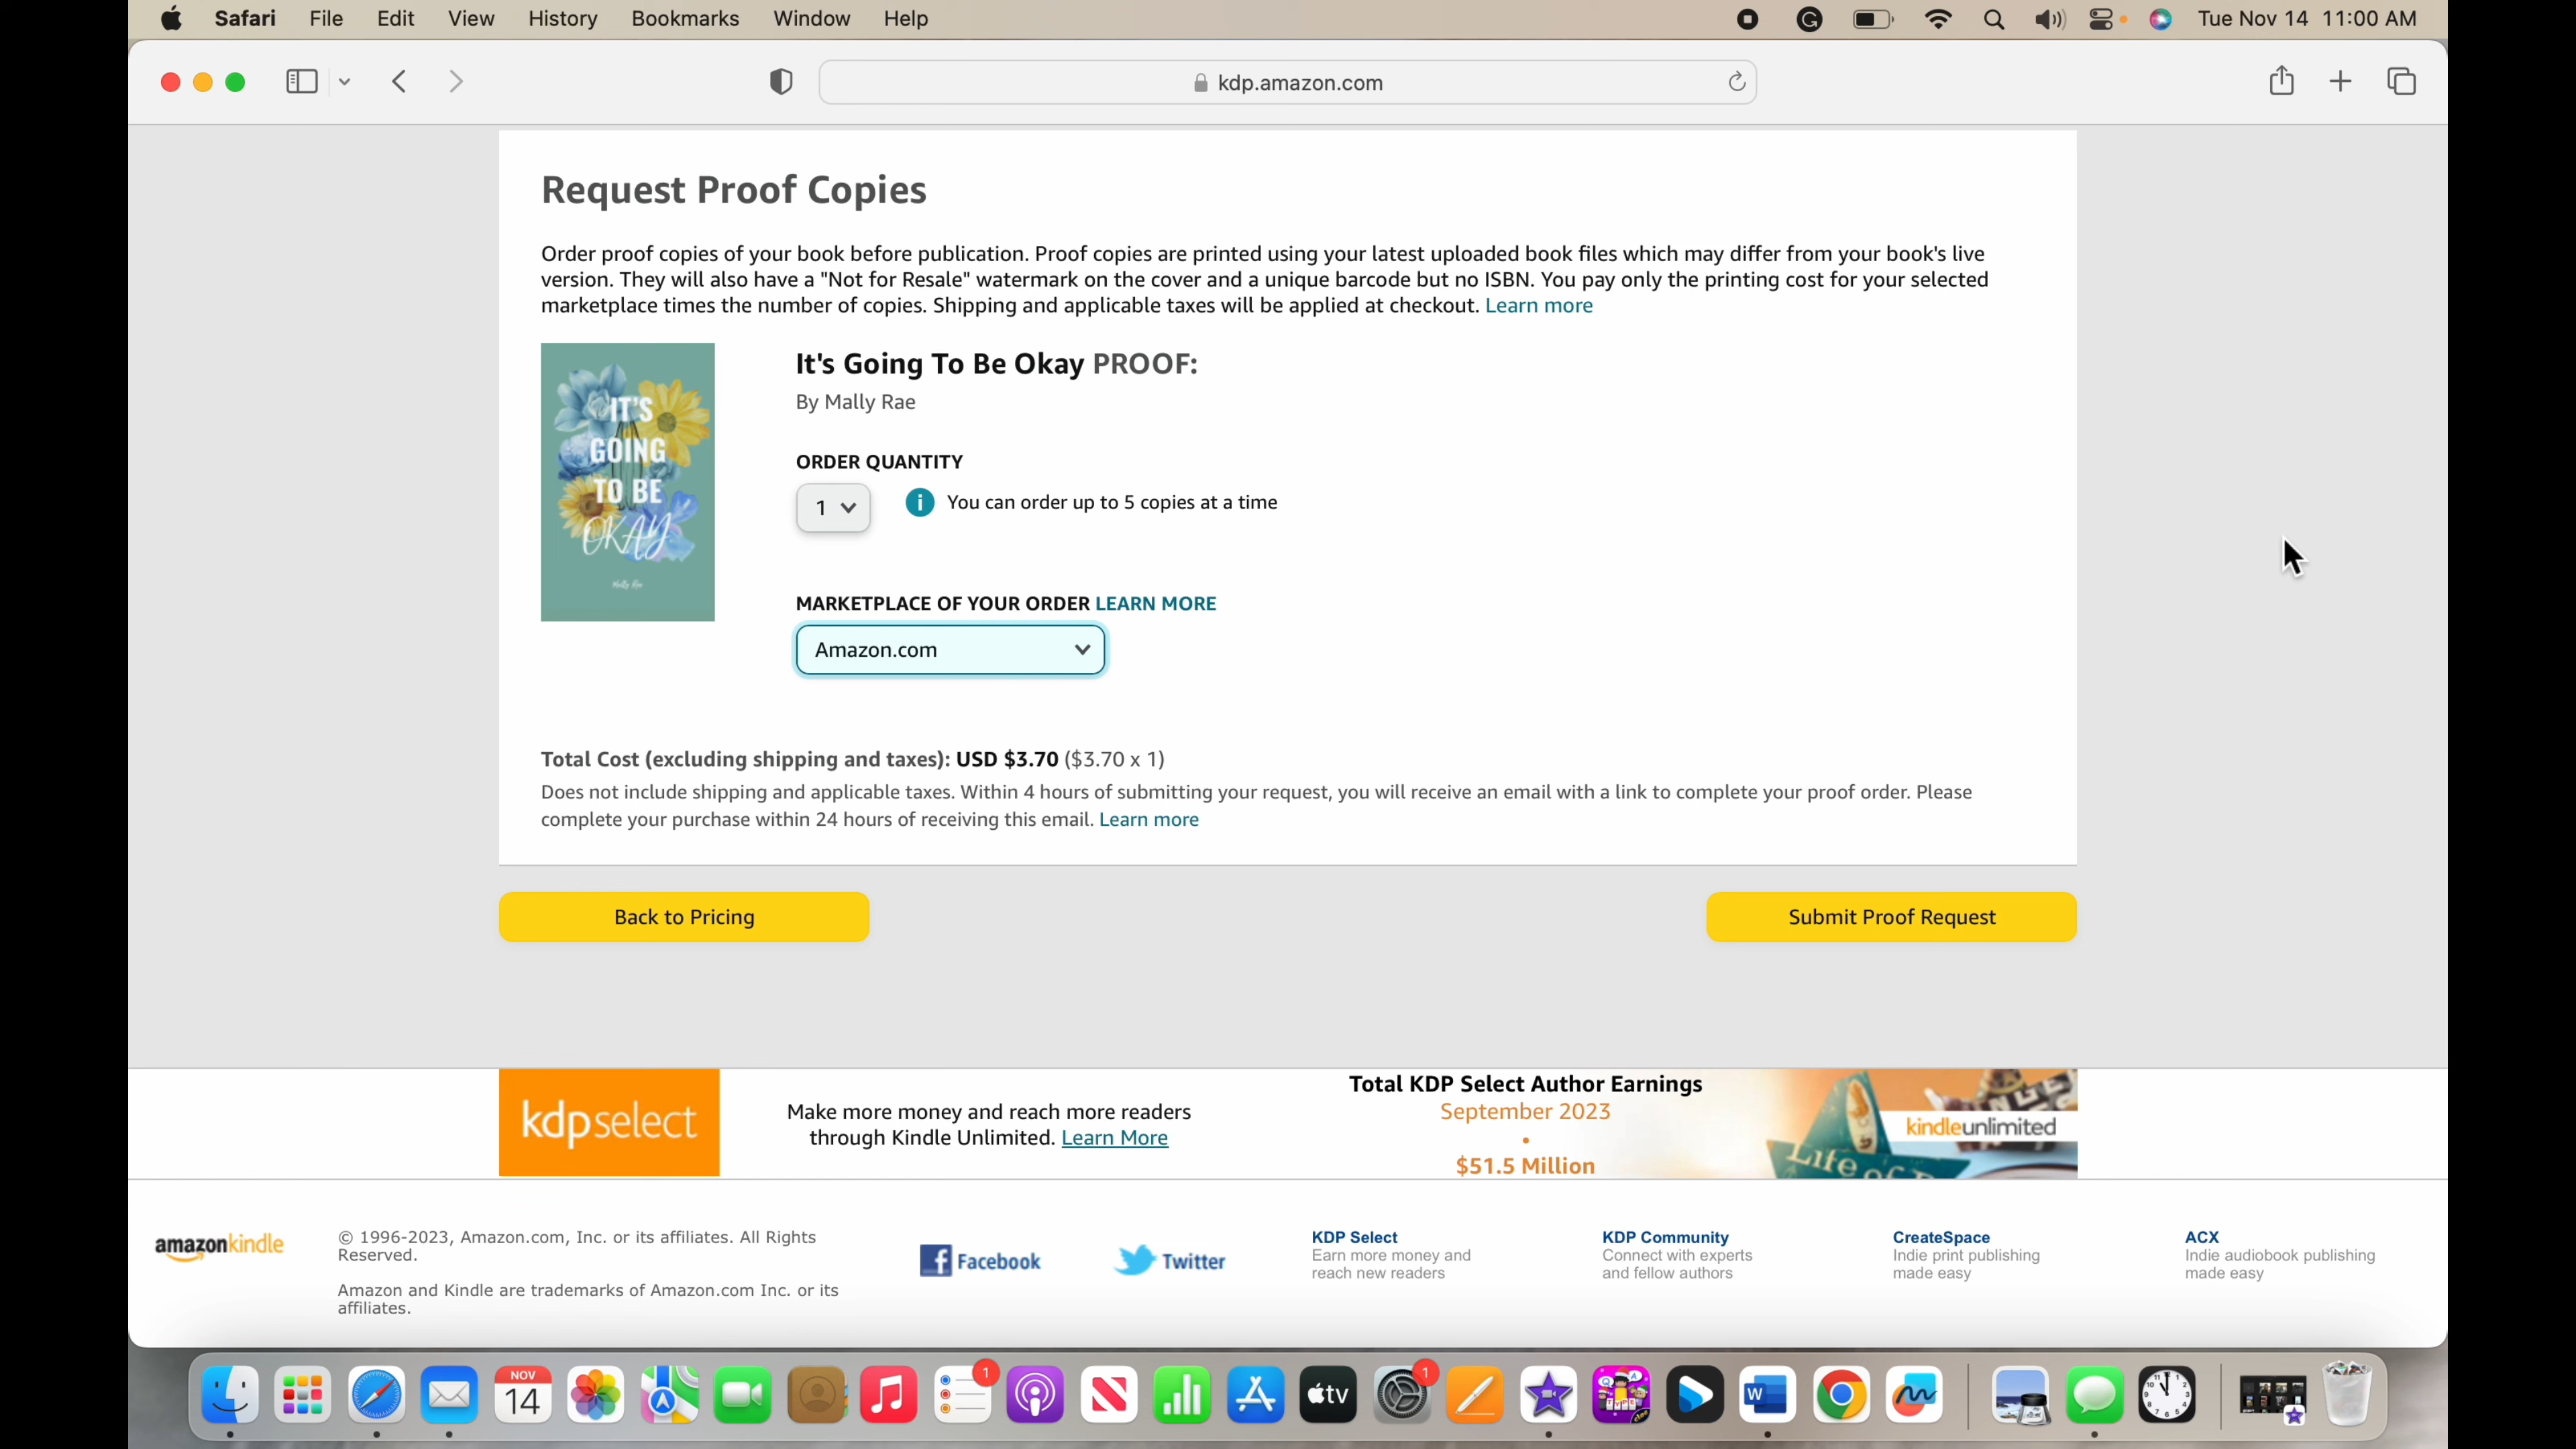 Safari File Edit View History Bookmarks Window Help Tue Nov 14 11:00 AM
kdp.amazon.com
Request Proof Copies
Order proof copies of your book before publication. Proof copies are printed using your latest uploaded book files which may differ from your book's live
version. They will also have a "Not for Resale" watermark on the cover and a unique barcode but no ISBN. You pay only the printing cost for your selected
marketplace times the number of copies. Shipping and applicable taxes will be applied at checkout. Learn more
IT'S
GOING
TO BE
OKAY
Mally Rae
It's Going To Be Okay PROOF:
By Mally Rae
ORDER QUANTITY
1
You can order up to 5 copies at a time
MARKETPLACE OF YOUR ORDER LEARN MORE
Amazon.com
Total Cost (excluding shipping and taxes): USD $3.70 ($3.70 x 1)
Does not include shipping and applicable taxes. Within 4 hours of submitting your request, you will receive an email with a link to complete your proof order. Please
complete your purchase within 24 hours of receiving this email. Learn more
Back to Pricing
Submit Proof Request
kdpselect
Make more money and reach more readers
through Kindle Unlimited. Learn More
Total KDP Select Author Earnings
September 2023
•
$51.5 Million
kindleunlimited
Life of
amazonkindle
© 1996-2023, Amazon.com, Inc. or its affiliates. All Rights
Reserved.
Amazon and Kindle are trademarks of Amazon.com Inc. or its
affiliates.
Facebook
Twitter
KDP Select
Earn more money and
reach new readers
KDP Community
Connect with experts
and fellow authors
CreateSpace
Indie print publishing
made easy
ACX
Indie audiobook publishing
made easy
NOV
14
1
tv
1
W